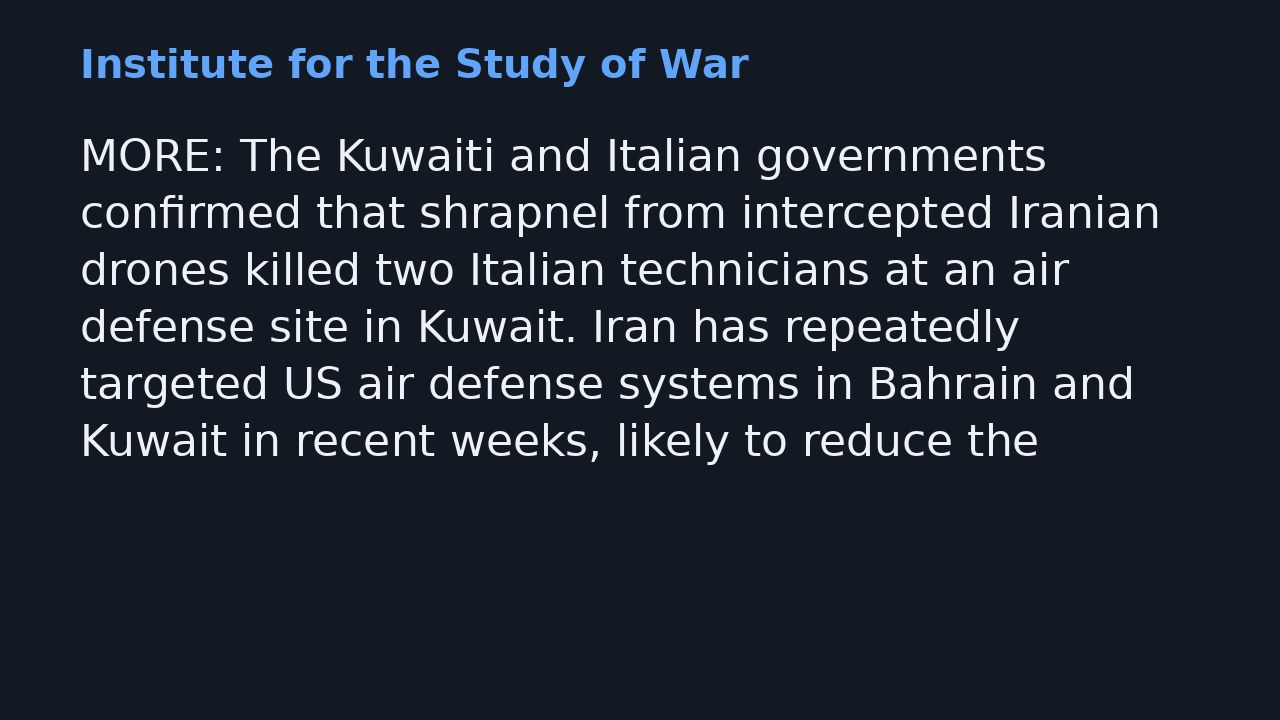 Institute for the Study of War
MORE: The Kuwaiti and Italian governments
confirmed that shrapnel from intercepted Iranian
drones killed two Italian technicians at an air
defense site in Kuwait. Iran has repeatedly
targeted US air defense systems in Bahrain and
Kuwait in recent weeks, likely to reduce the